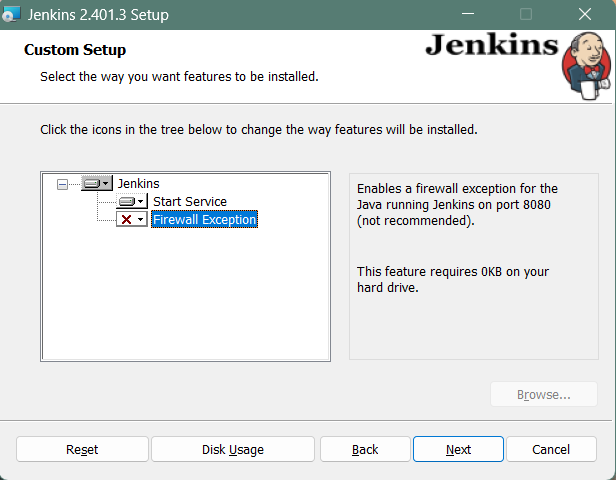 Jenkins 2.401.3 Setup
Custom Setup
Jenkins
Select the way you want features to be installed.
Click the icons in the tree below to change the way features will be installed.
Jenkins
Start Service
Firewall Exception
Enables a firewall exception for the
Java running Jenkins on port 8080
(not recommended).
This feature requires 0KB on your
hard drive.
Browse...
Reset
Disk Usage
Back
Next
Cancel